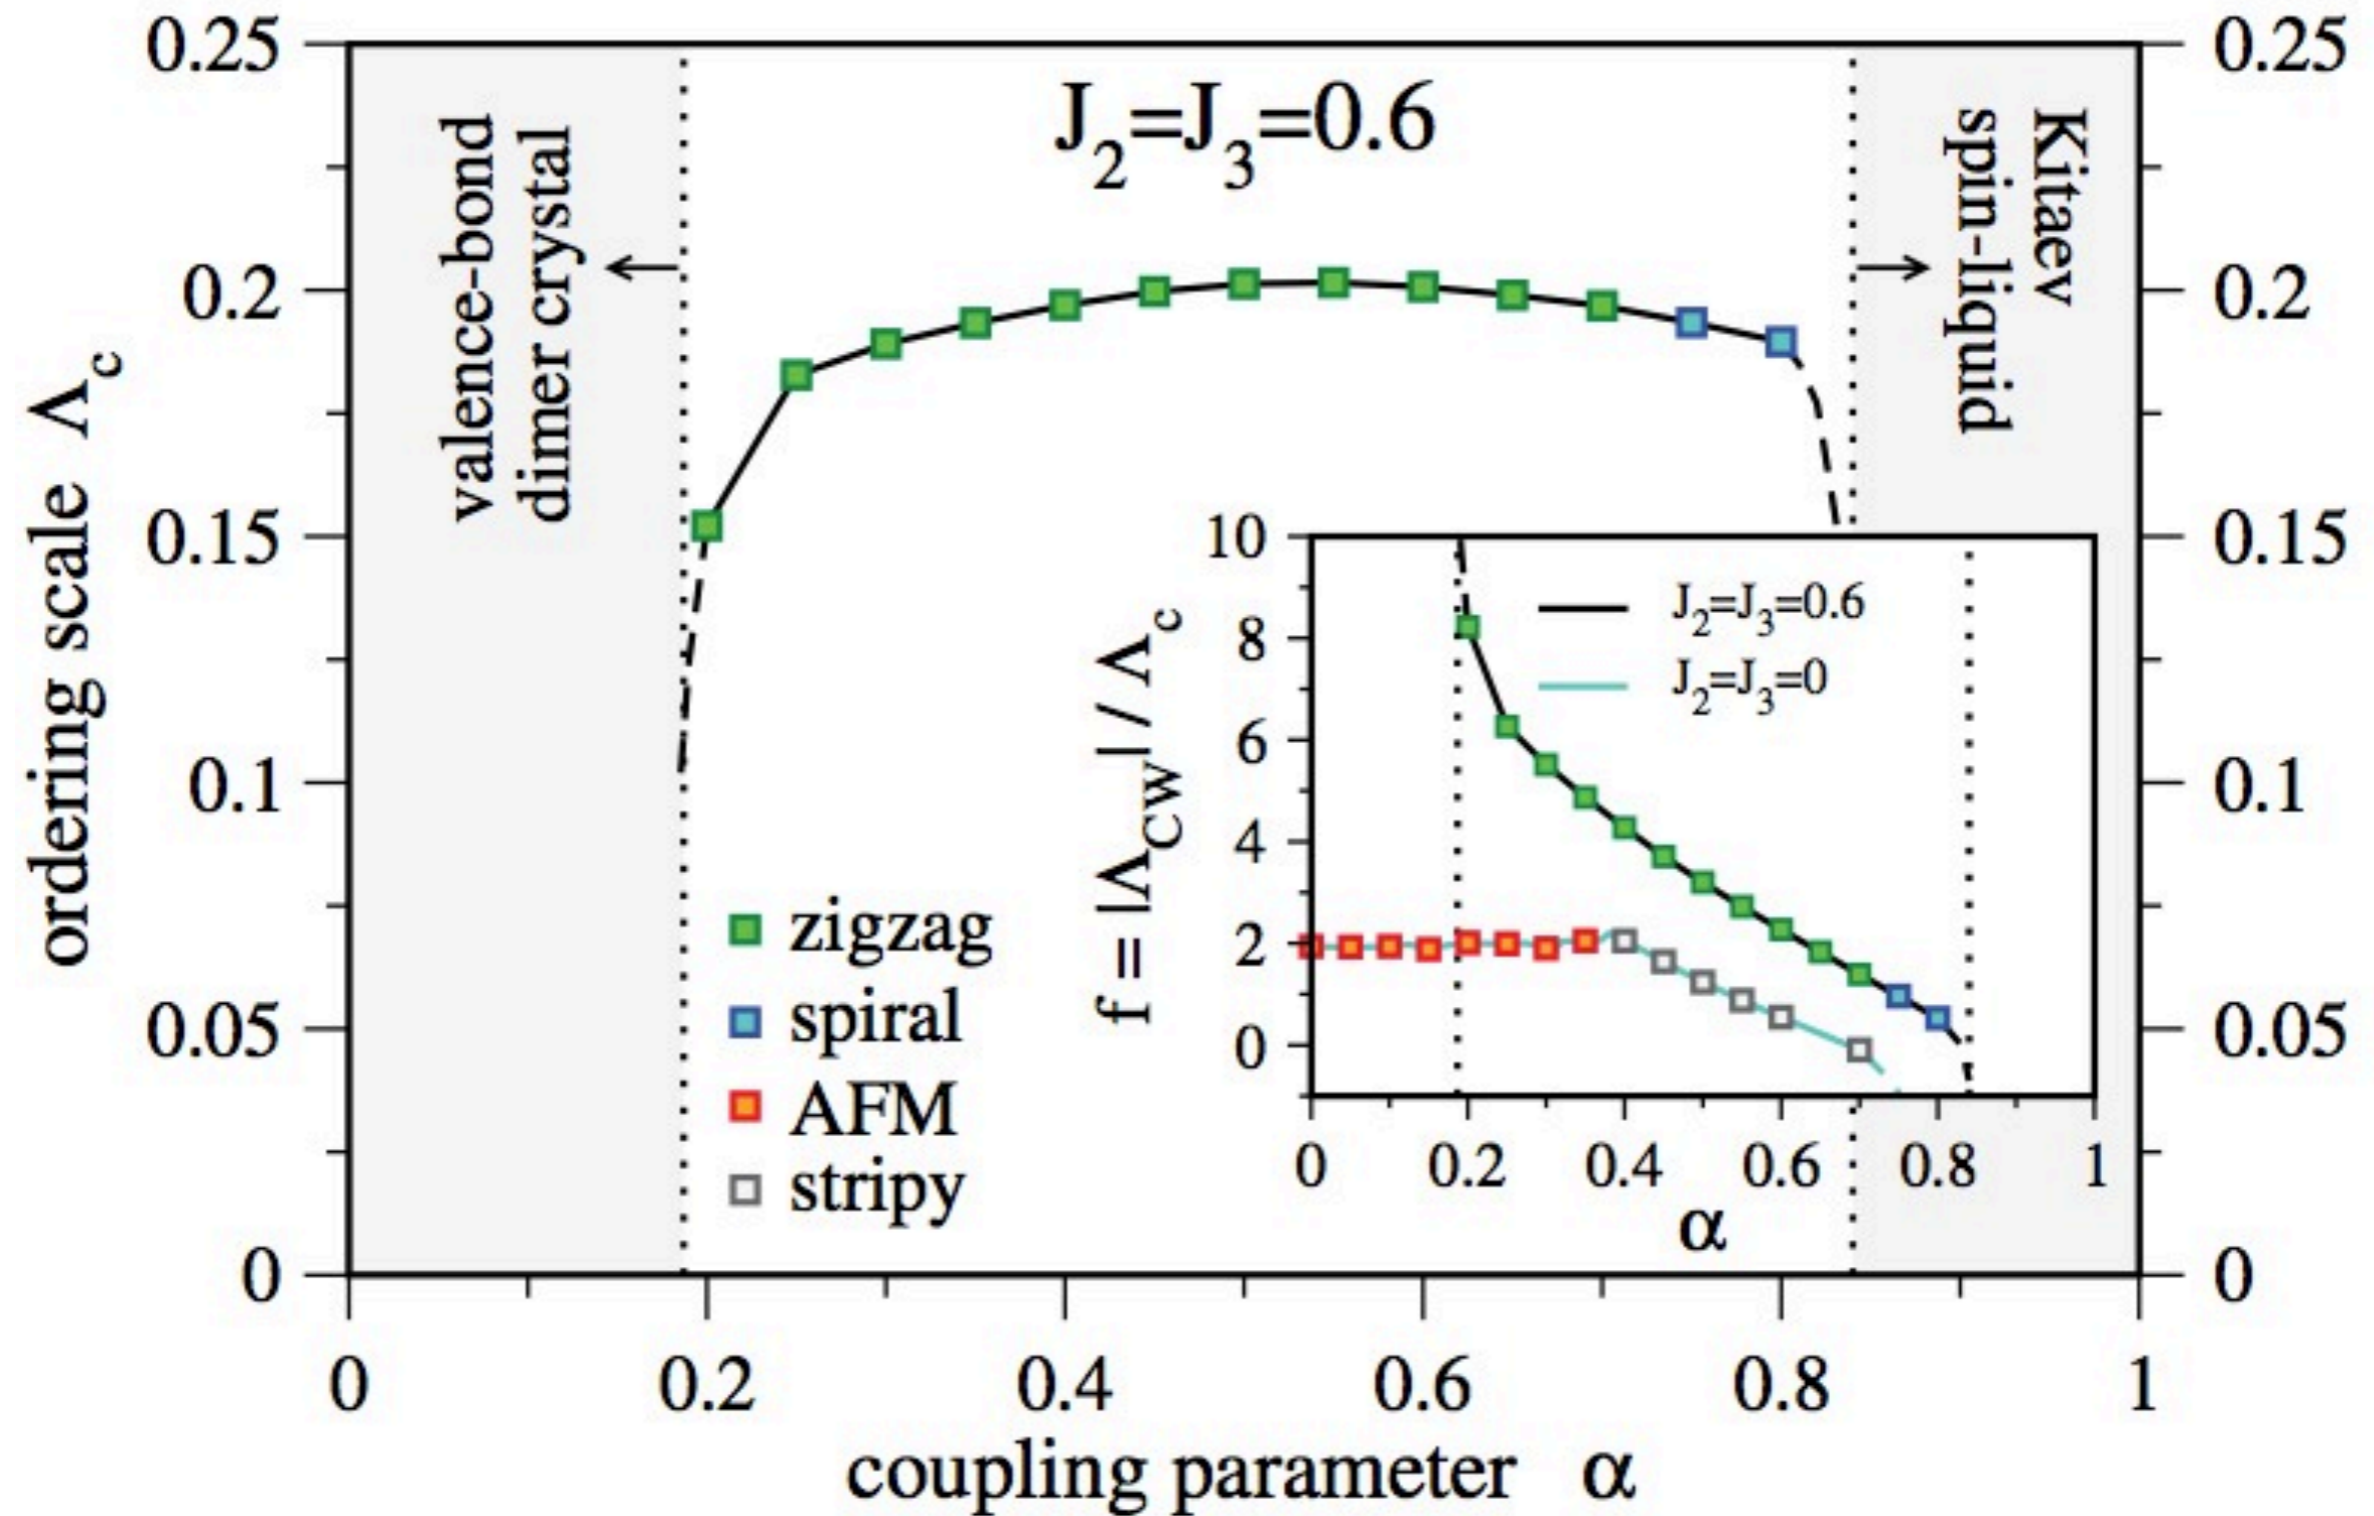 J2=J3=0.6
0.25
0.2
0.15
0.1
0.05
0
ordering scale Λc
valence-bond
dimer crystal
Kitaev
spin-liquid
0.25
0.2
0.15
0.1
0.05
0
zigzag
spiral
AFM
stripy
10
8
6
4
2
0
f = |ΛCW| / Λc
J2=J3=0.6
J2=J3=0
0 0.2 0.4 0.6 0.8 1
α
0 0.2 0.4 0.6 0.8 1
coupling parameter α